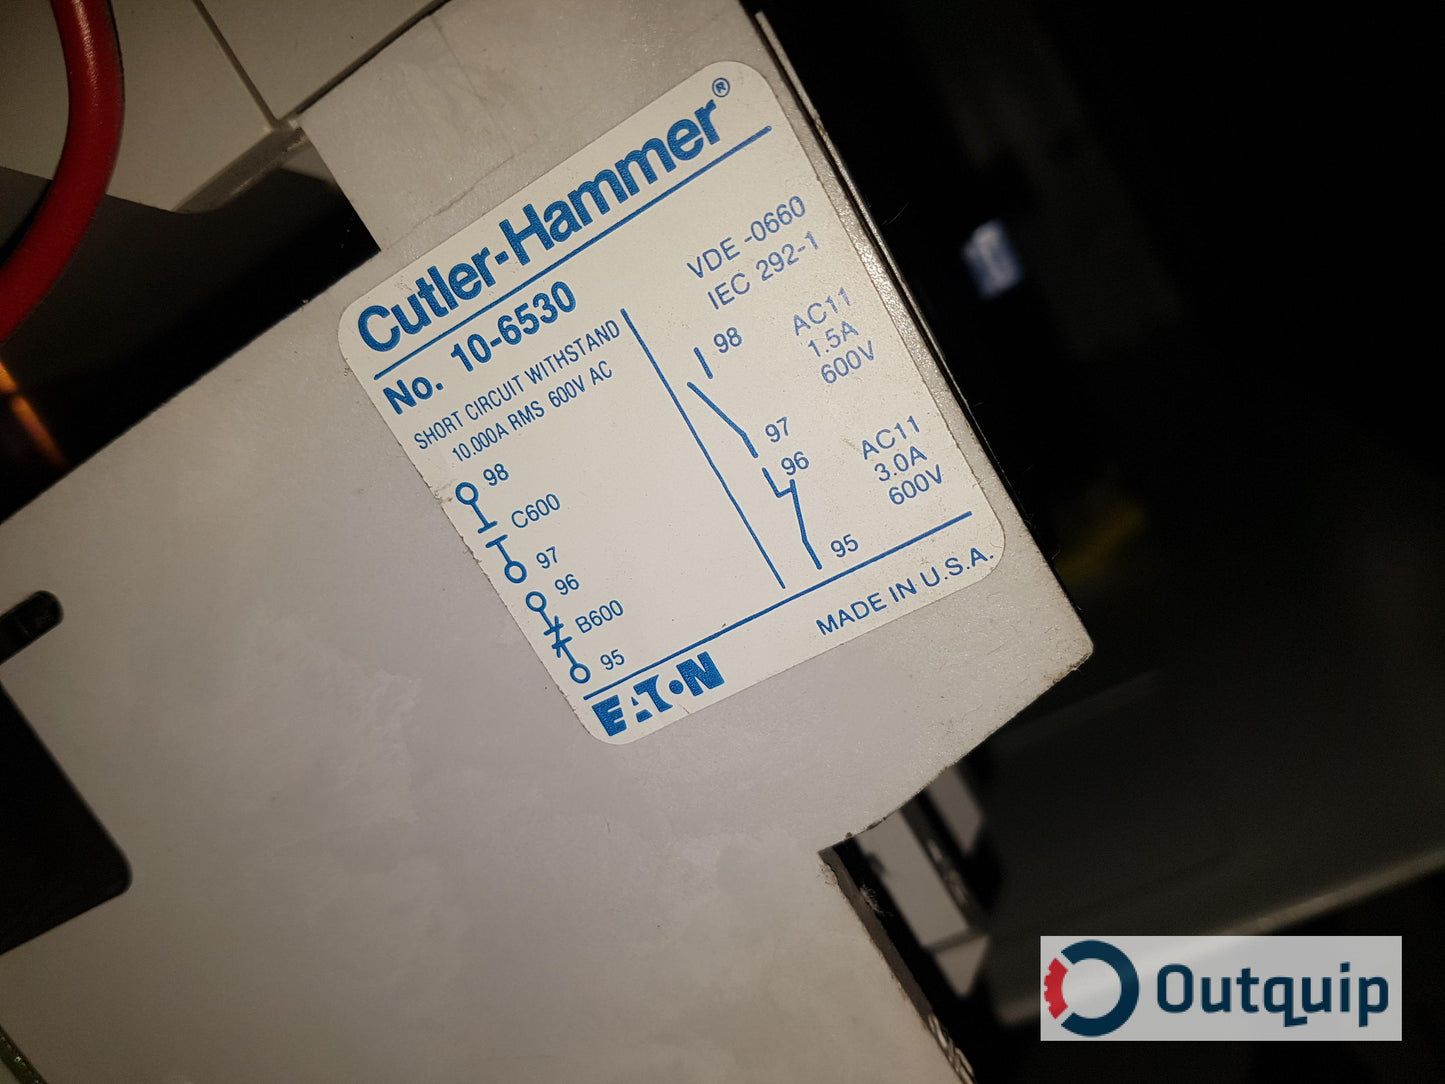 Cutler-Hammer®
No. 10-6530
SHORT CIRCUIT WITHSTAND
10,000A RMS 600V AC
98
C600
97
96
B600
95
VDE -0660
IEC 292-1
98
AC11
1.5A
600V
97
96
AC11
3.0A
600V
95
EATON
MADE IN U.S.A.
Outquip